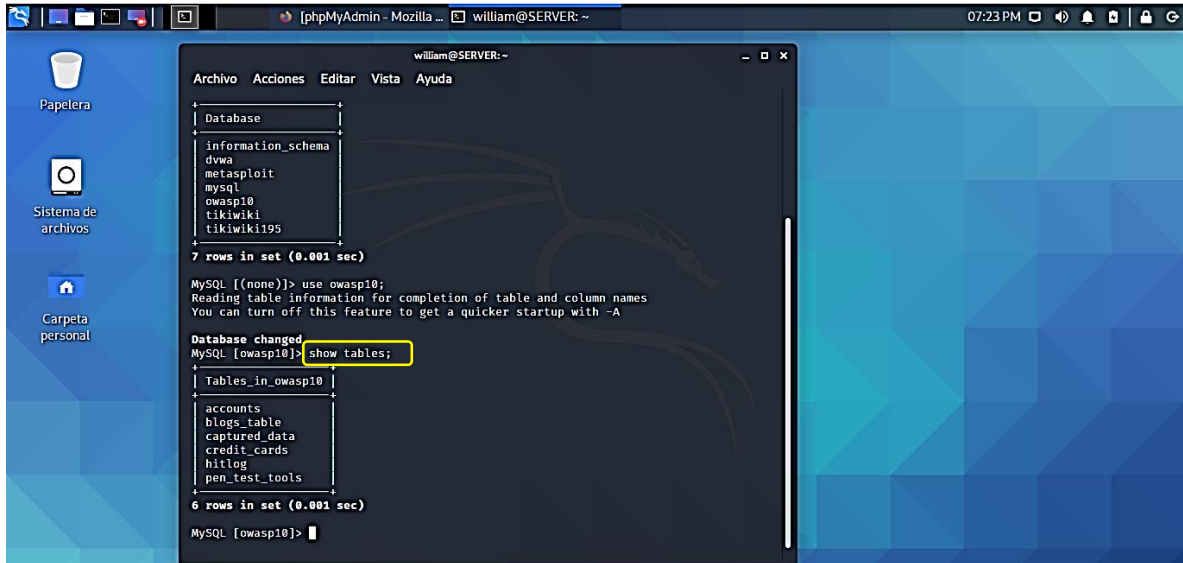 [phpMyAdmin - Mozilla ... william@SERVER: ~ 07:23 PM
william@SERVER: ~
Archivo Acciones Editar Vista Ayuda
Papelera
Sistema de
archivos
Carpeta
personal
+--------------------+
| Database |
+--------------------+
| information_schema |
| dvwa |
| metasploit |
| mysql |
| owasp10 |
| tikiwiki |
| tikiwiki195 |
+--------------------+
7 rows in set (0.001 sec)
MySQL [(none)]> use owasp10;
Reading table information for completion of table and column names
You can turn off this feature to get a quicker startup with -A
Database changed
MySQL [owasp10]> show tables;
+-------------------+
| Tables_in_owasp10 |
+-------------------+
| accounts |
| blogs_table |
| captured_data |
| credit_cards |
| hitlog |
| pen_test_tools |
+-------------------+
6 rows in set (0.001 sec)
MySQL [owasp10]>